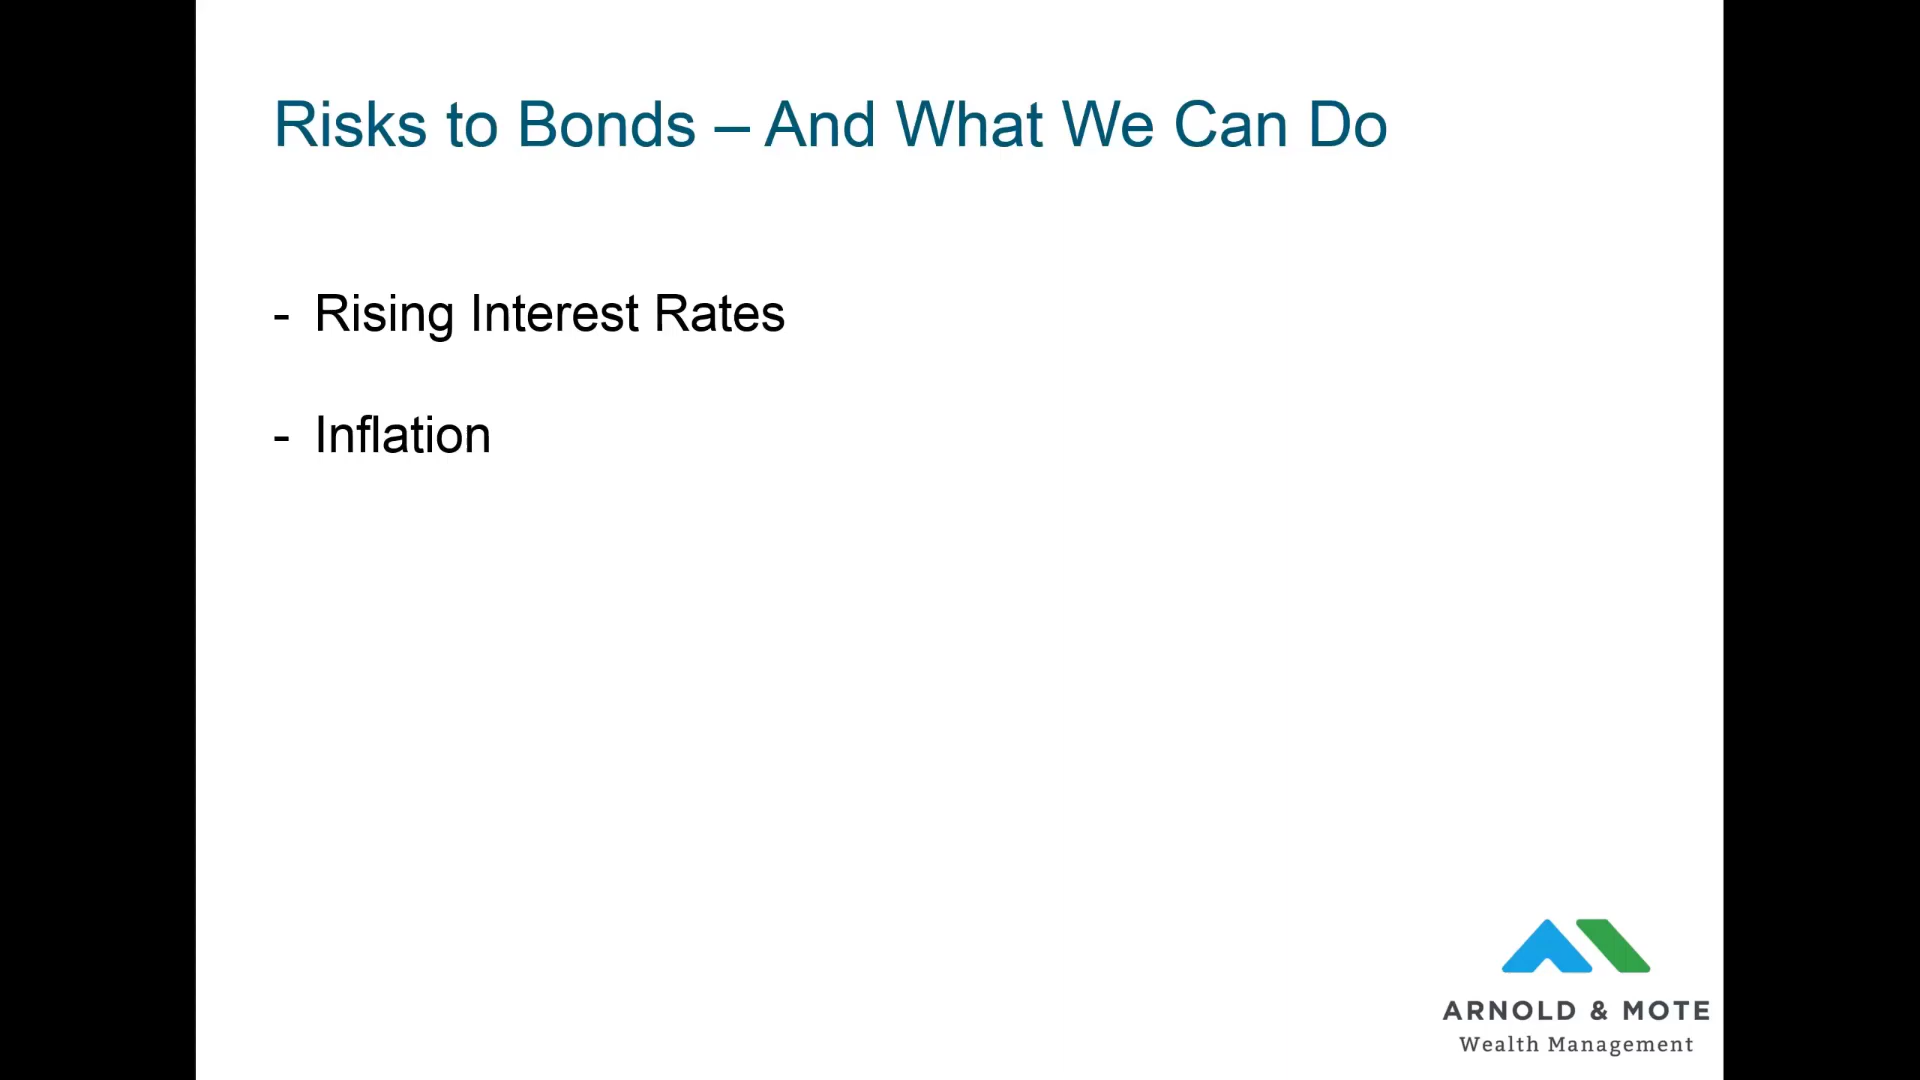 Risks to Bonds – And What We Can Do
- Rising Interest Rates
- Inflation
ARNOLD & MOTE
Wealth Management